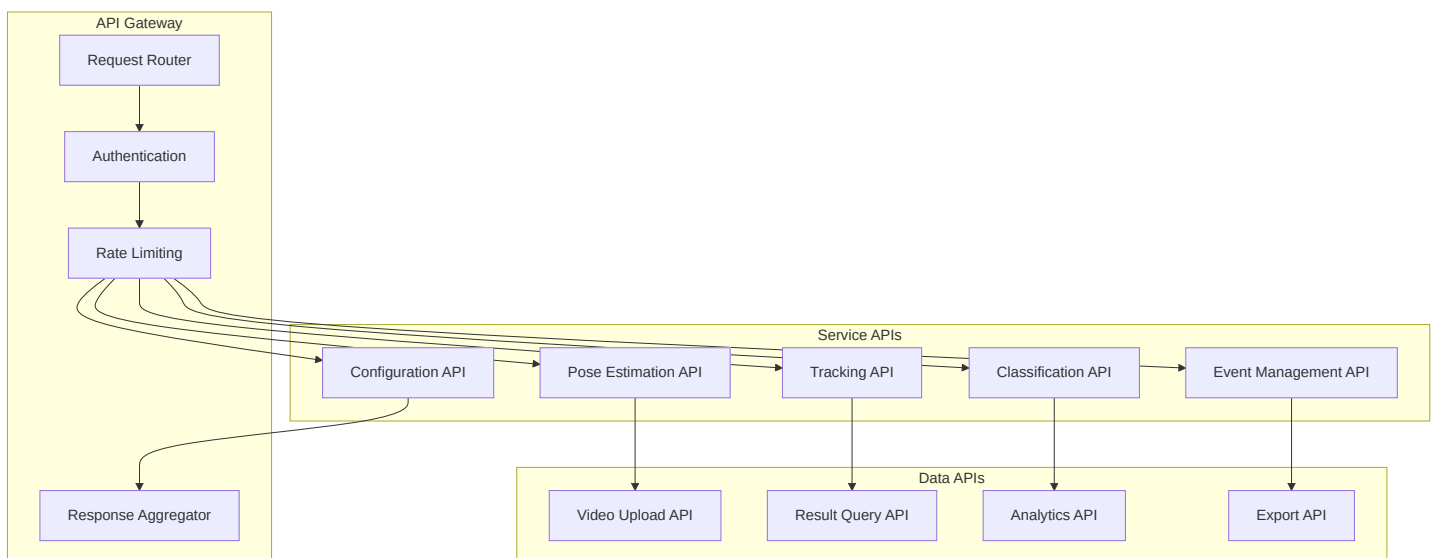 API Gateway
Request Router
Authentication
Rate Limiting
Service APIs
Configuration API
Pose Estimation API
Tracking API
Classification API
Event Management API
Data APIs
Response Aggregator
Video Upload API
Result Query API
Analytics API
Export API